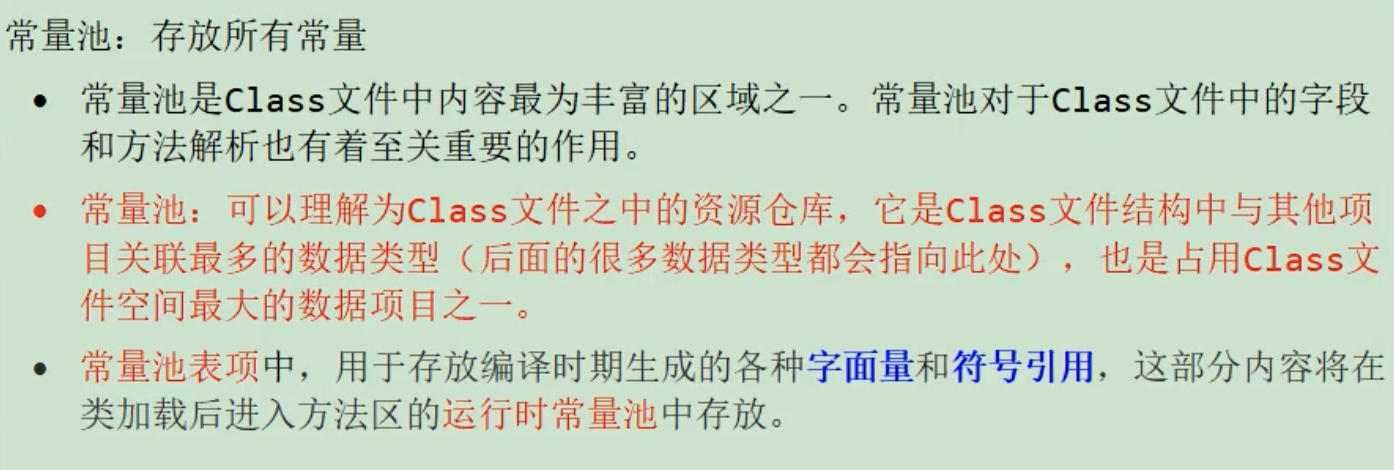 常量池：存放所有常量
• 常量池是Class文件中内容最为丰富的区域之一。常量池对于Class文件中的字段
和方法解析也有着至关重要的作用。
• 常量池：可以理解为Class文件之中的资源仓库，它是Class文件结构中与其他项
目关联最多的数据类型（后面的很多数据类型都会指向此处），也是占用Class文
件空间最大的数据项目之一。
• 常量池表项中，用于存放编译时期生成的各种字面量和符号引用，这部分内容将在
类加载后进入方法区的运行时常量池中存放。